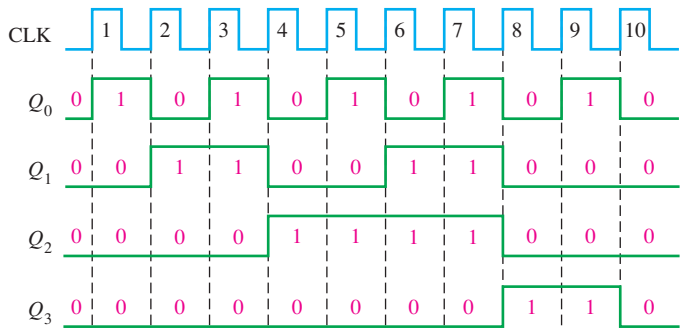 CLK 1 2 3 4 5 6 7 8 9 10
Q0 0 1 0 1 0 1 0 1 0 1 0
Q1 0 0 1 1 0 0 1 1 0 0 0
Q2 0 0 0 0 1 1 1 1 0 0 0
Q3 0 0 0 0 0 0 0 0 1 1 0